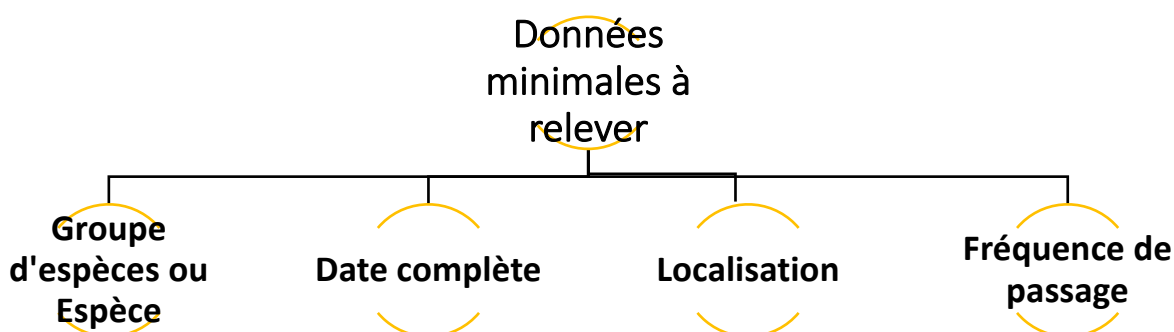 Données
minimales à
relever
Groupe
d'espèces ou
Espèce
Date complète
Localisation
Fréquence de
passage